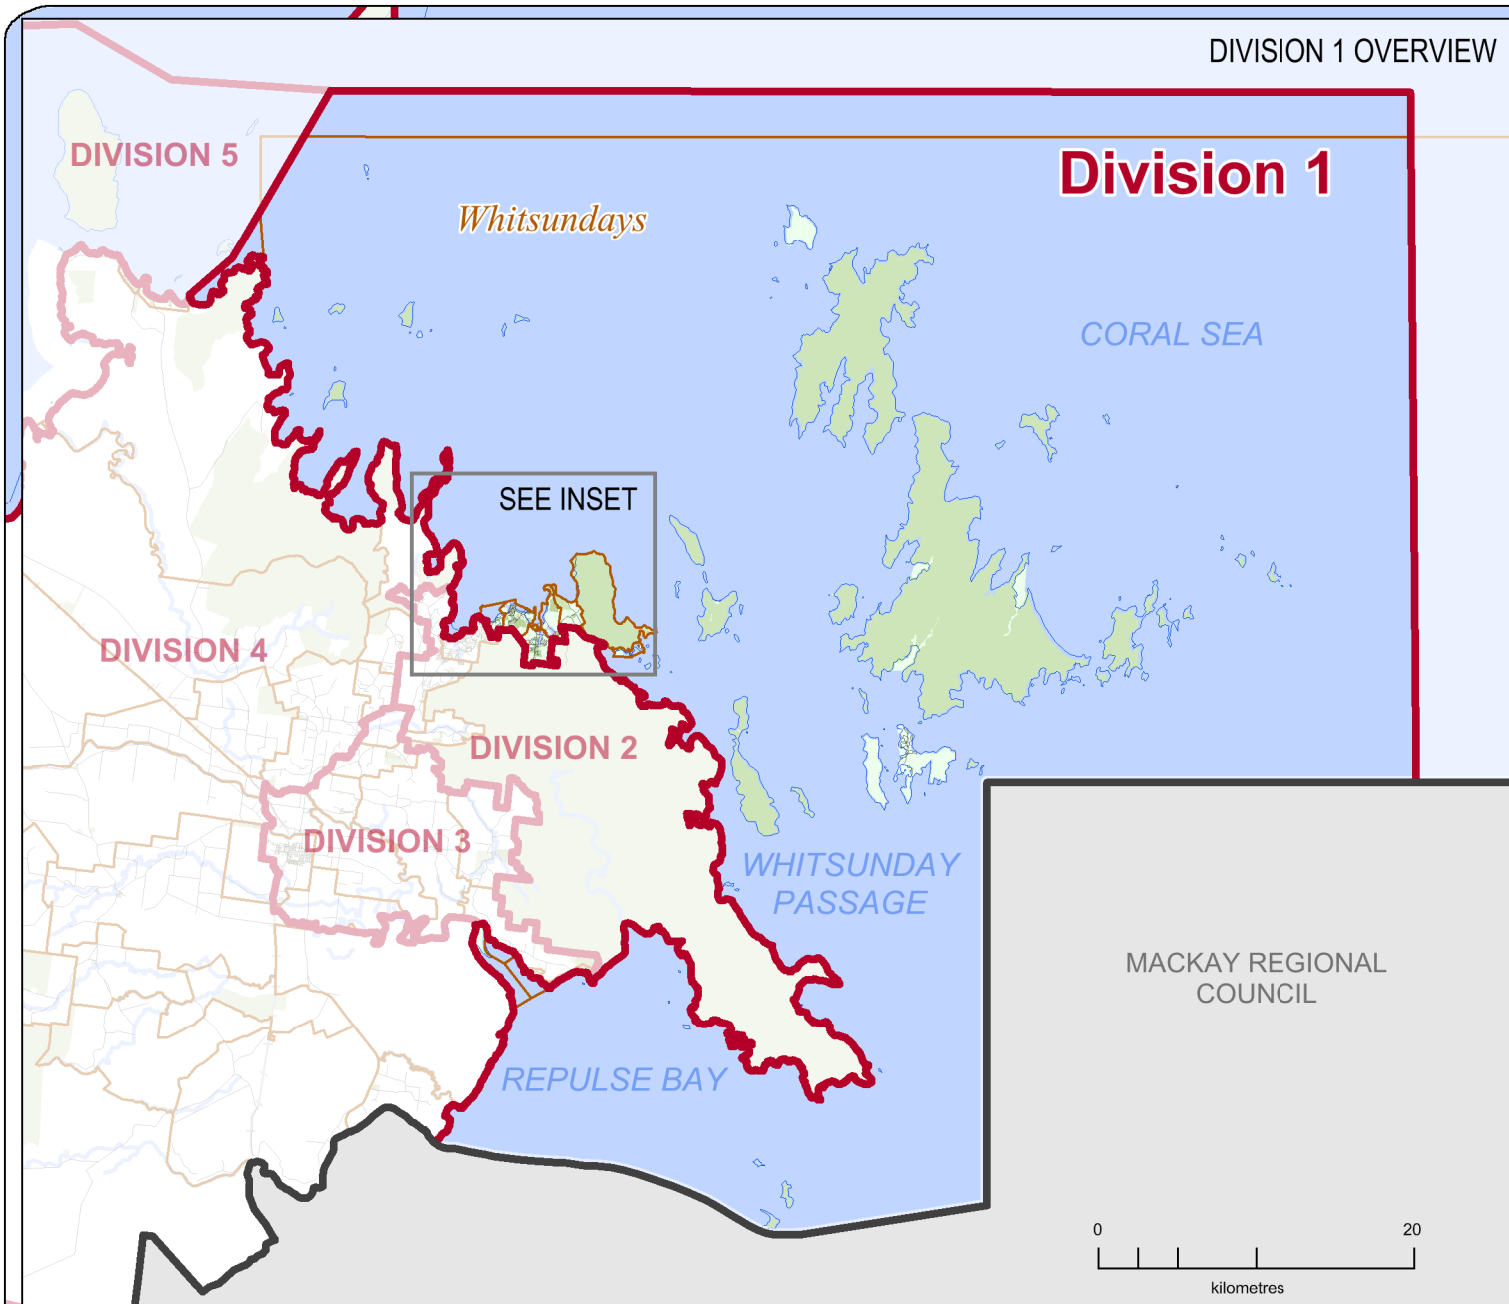 DIVISION 1 OVERVIEW
DIVISION 5
Division 1
Whitsundays
CORAL SEA
SEE INSET
DIVISION 4
DIVISION 2
DIVISION 3
WHITSUNDAY
PASSAGE
MACKAY REGIONAL
COUNCIL
REPULSE BAY
0 20
kilometres